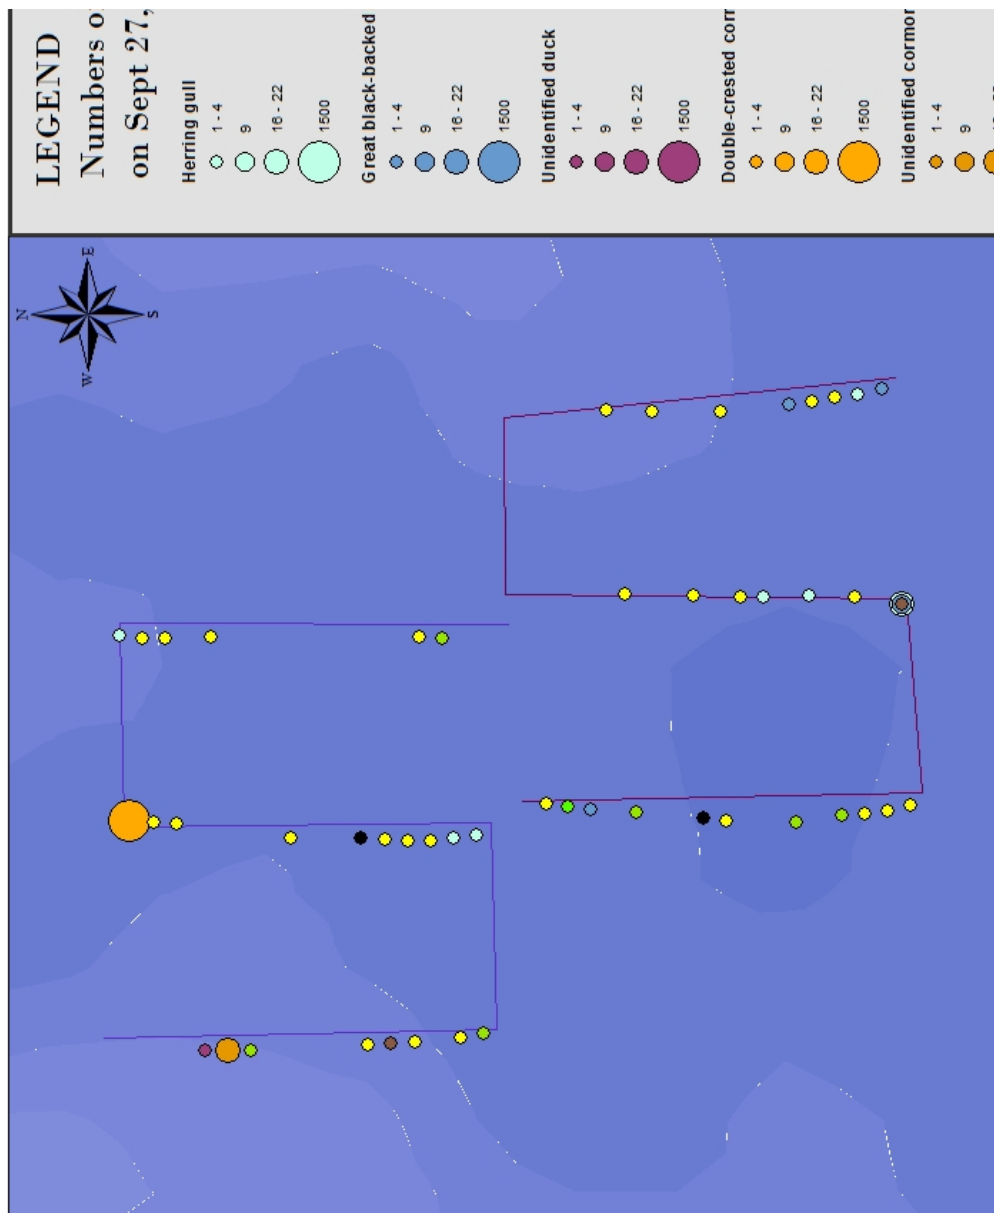 LEGEND
Numbers o
on Sept 27,
Herring gull
1 - 4
9
16 - 22
1500
Great black-backed
1 - 4
9
16 - 22
1500
Unidentified duck
1 - 4
9
16 - 22
1500
Double-crested corr
1 - 4
9
16 - 22
1500
Unidentified cormor
1 - 4
9
N
W
E
S